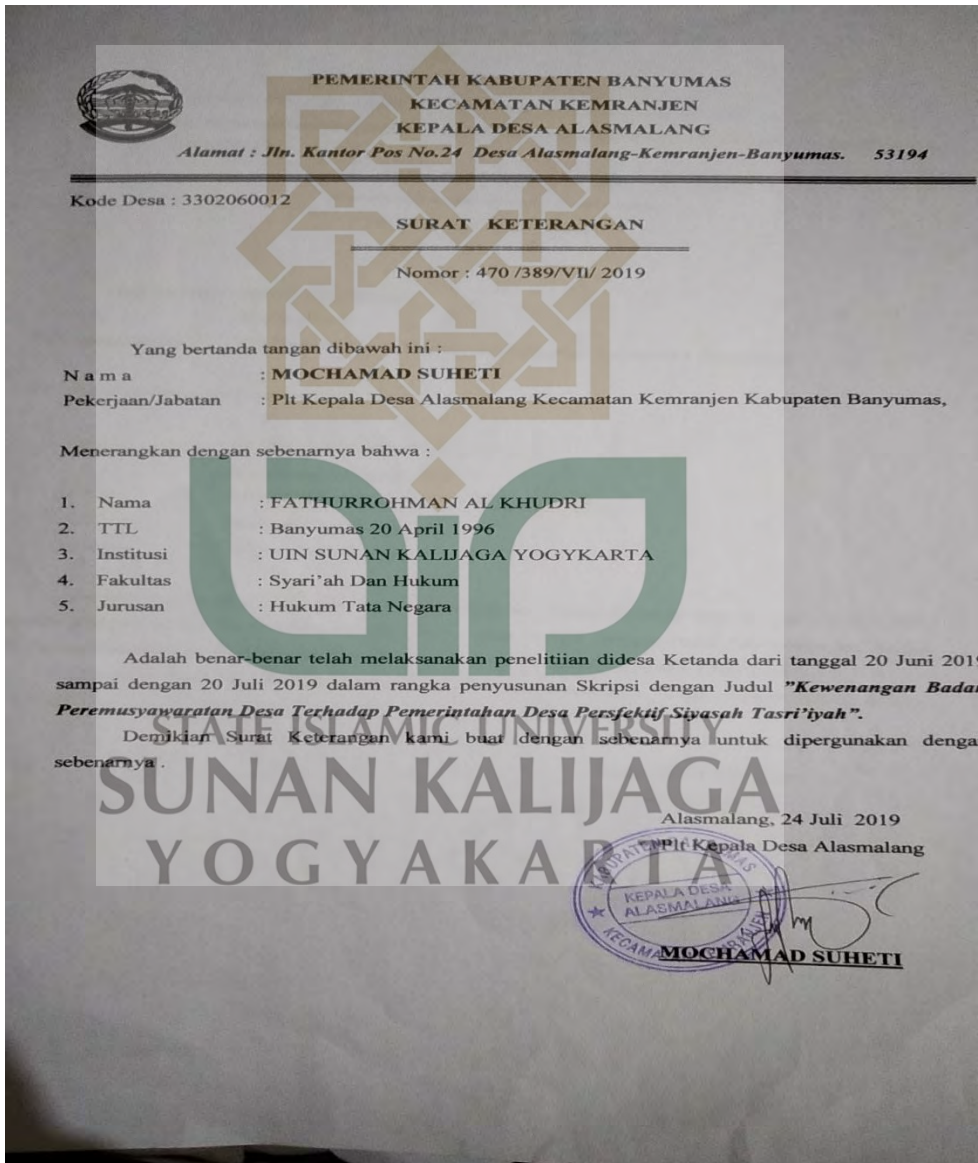 PEMERINTAH KABUPATEN BANYUMAS
KECAMATAN KEMRANJEN
KEPALA DESA ALASMALANG
Alamat : Jln. Kantor Pos No.24 Desa Alasmalang-Kemranjen-Banyumas. 53194
Kode Desa : 3302060012
SURAT KETERANGAN
Nomor : 470 /389/VII/ 2019
Yang bertanda tangan dibawah ini :
N a m a : MOCHAMAD SUHETI
Pekerjaan/Jabatan : Plt Kepala Desa Alasmalang Kecamatan Kemranjen Kabupaten Banyumas,
Menerangkan dengan sebenarnya bahwa :
1. Nama : FATHURROHMAN AL KHUDRI
2. TTL : Banyumas 20 April 1996
3. Institusi : UIN SUNAN KALIJAGA YOGYKARTA
4. Fakultas : Syari'ah Dan Hukum
5. Jurusan : Hukum Tata Negara
Adalah benar-benar telah melaksanakan penelitiian didesa Ketanda dari tanggal 20 Juni 2019
sampai dengan 20 Juli 2019 dalam rangka penyusunan Skripsi dengan Judul "Kewenangan Badan
Peremusyawaratan Desa Terhadap Pemerintahan Desa Persfektif Siyasah Tasri'iyah".
Demikian Surat Keterangan kami buat dengan sebenarnya untuk dipergunakan denga
sebenarnya .
STATE ISLAMIC UNIVERSITY
SUNAN KALIJAGA
YOGYAKARTA
Alasmalang, 24 Juli 2019
Plt Kepala Desa Alasmalang
KEPALA DESA
ALASMALANG
MOCHAMAD SUHETI